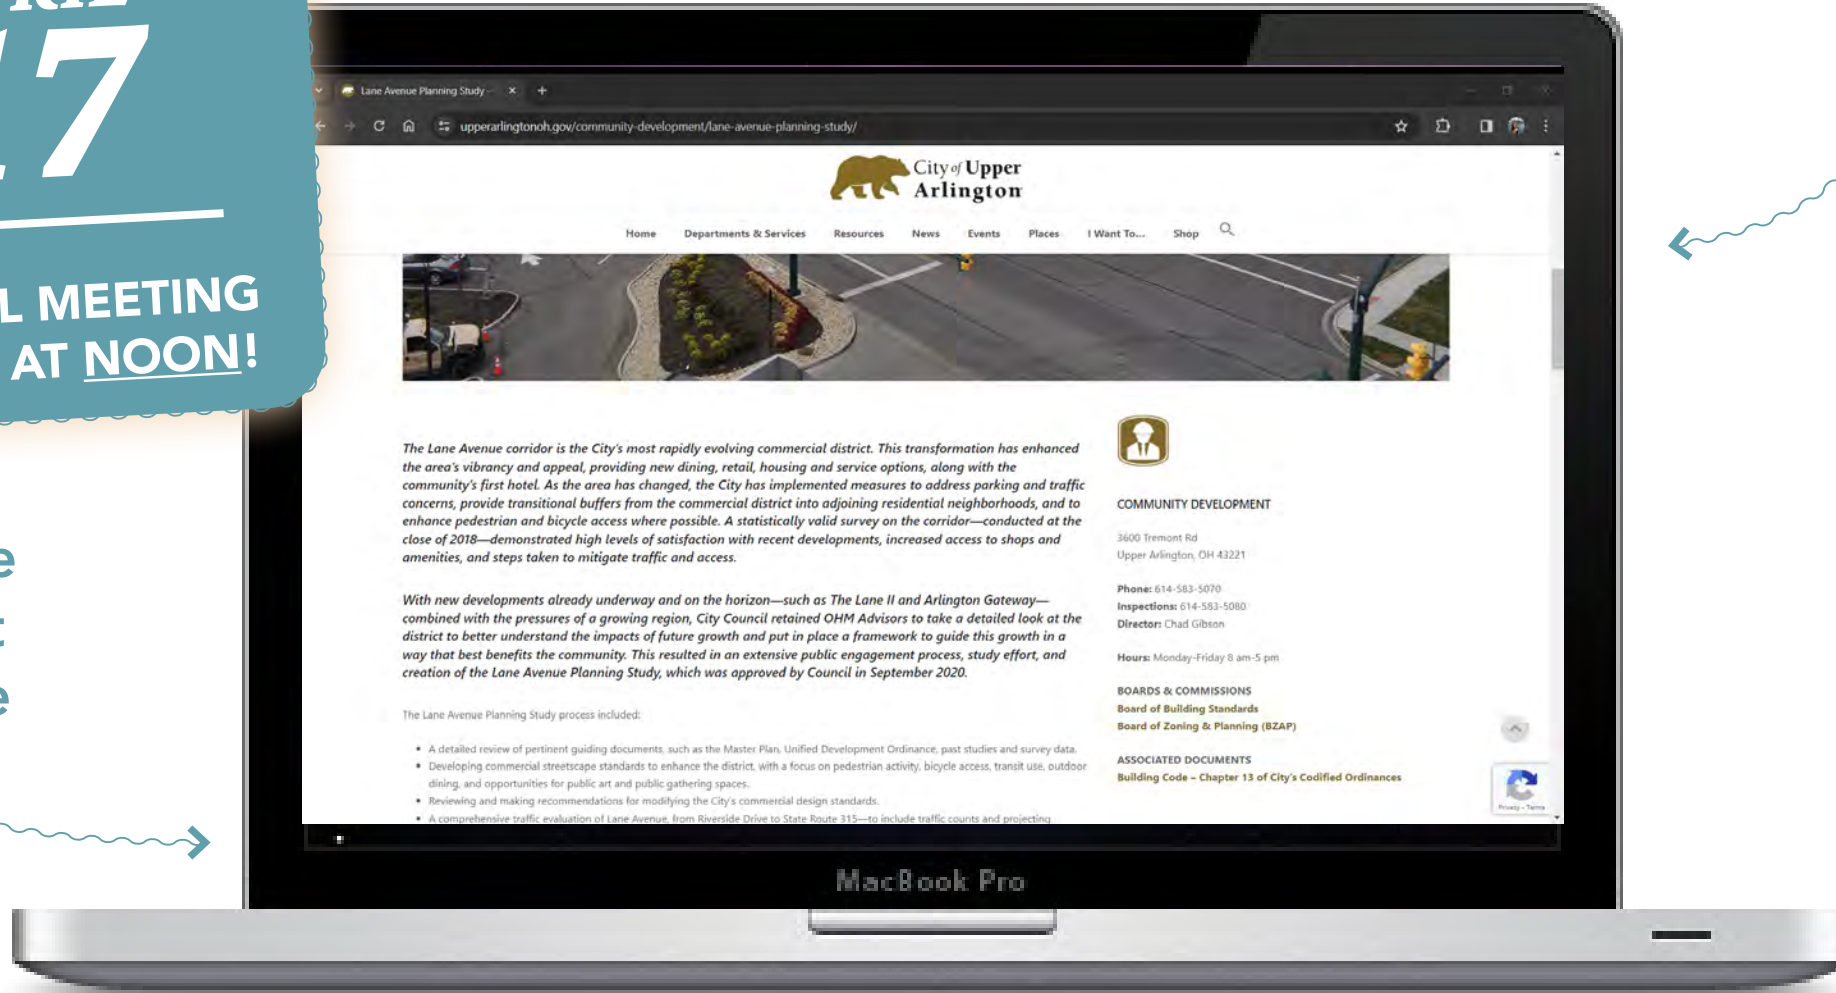 17
MEETING
AT NOON!
Lane Avenue Planning Study
upperarlingtonoh.gov/community-development/lane-avenue-planning-study/
City of Upper
Arlington
Home Departments & Services Resources News Events Places I Want To... Shop
The Lane Avenue corridor is the City's most rapidly evolving commercial district. This transformation has enhanced
the area's vibrancy and appeal, providing new dining, retail, housing and service options, along with the
community's first hotel. As the area has changed, the City has implemented measures to address parking and traffic
concerns, provide transitional buffers from the commercial district into adjoining residential neighborhoods, and to
enhance pedestrian and bicycle access where possible. A statistically valid survey on the corridor—conducted at the
close of 2018—demonstrated high levels of satisfaction with recent developments, increased access to shops and
amenities, and steps taken to mitigate traffic and access.
With new developments already underway and on the horizon—such as The Lane II and Arlington Gateway—
combined with the pressures of a growing region, City Council retained OHM Advisors to take a detailed look at the
district to better understand the impacts of future growth and put in place a framework to guide this growth in a
way that best benefits the community. This resulted in an extensive public engagement process, study effort, and
creation of the Lane Avenue Planning Study, which was approved by Council in September 2020.
The Lane Avenue Planning Study process included:
• A detailed review of pertinent guiding documents, such as the Master Plan, Unified Development Ordinance, past studies and survey data.
• Developing commercial streetscape standards to enhance the district, with a focus on pedestrian activity, bicycle access, transit use, outdoor
dining, and opportunities for public art and public gathering spaces.
• Reviewing and making recommendations for modifying the City's commercial design standards.
• A comprehensive traffic evaluation of Lane Avenue, from Riverside Drive to State Route 315—to include traffic counts and projecting
COMMUNITY DEVELOPMENT
3600 Tremont Rd
Upper Arlington, OH 43221
Phone: 614-583-5070
Inspections: 614-583-5080
Director: Chad Gibson
Hours: Monday-Friday 8 am-5 pm
BOARDS & COMMISSIONS
Board of Building Standards
Board of Zoning & Planning (BZAP)
ASSOCIATED DOCUMENTS
Building Code – Chapter 13 of City's Codified Ordinances
Privacy - Terms
MacBook Pro